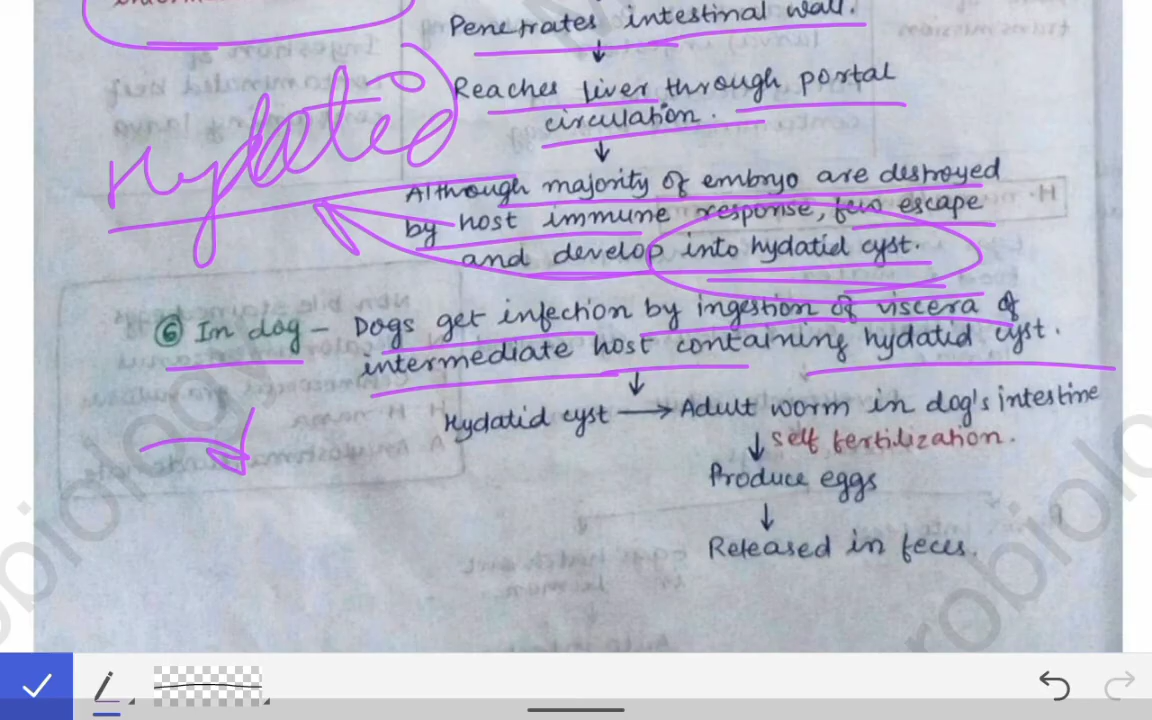 Penetrates intestinal wall.
↓
Reaches liver through portal
circulation.
↓
Hydatid
Although majority of embryo are destroyed
by host immune response, few escape
and develop into hydatid cyst.
⑥ In dog – Dogs get infection by ingestion of viscera of
intermediate host containing hydatid cyst.
↓
Hydatid cyst → Adult worm in dog's intestine
↓ self fertilization.
Produce eggs
↓
Released in feces.
obiology
robiolo